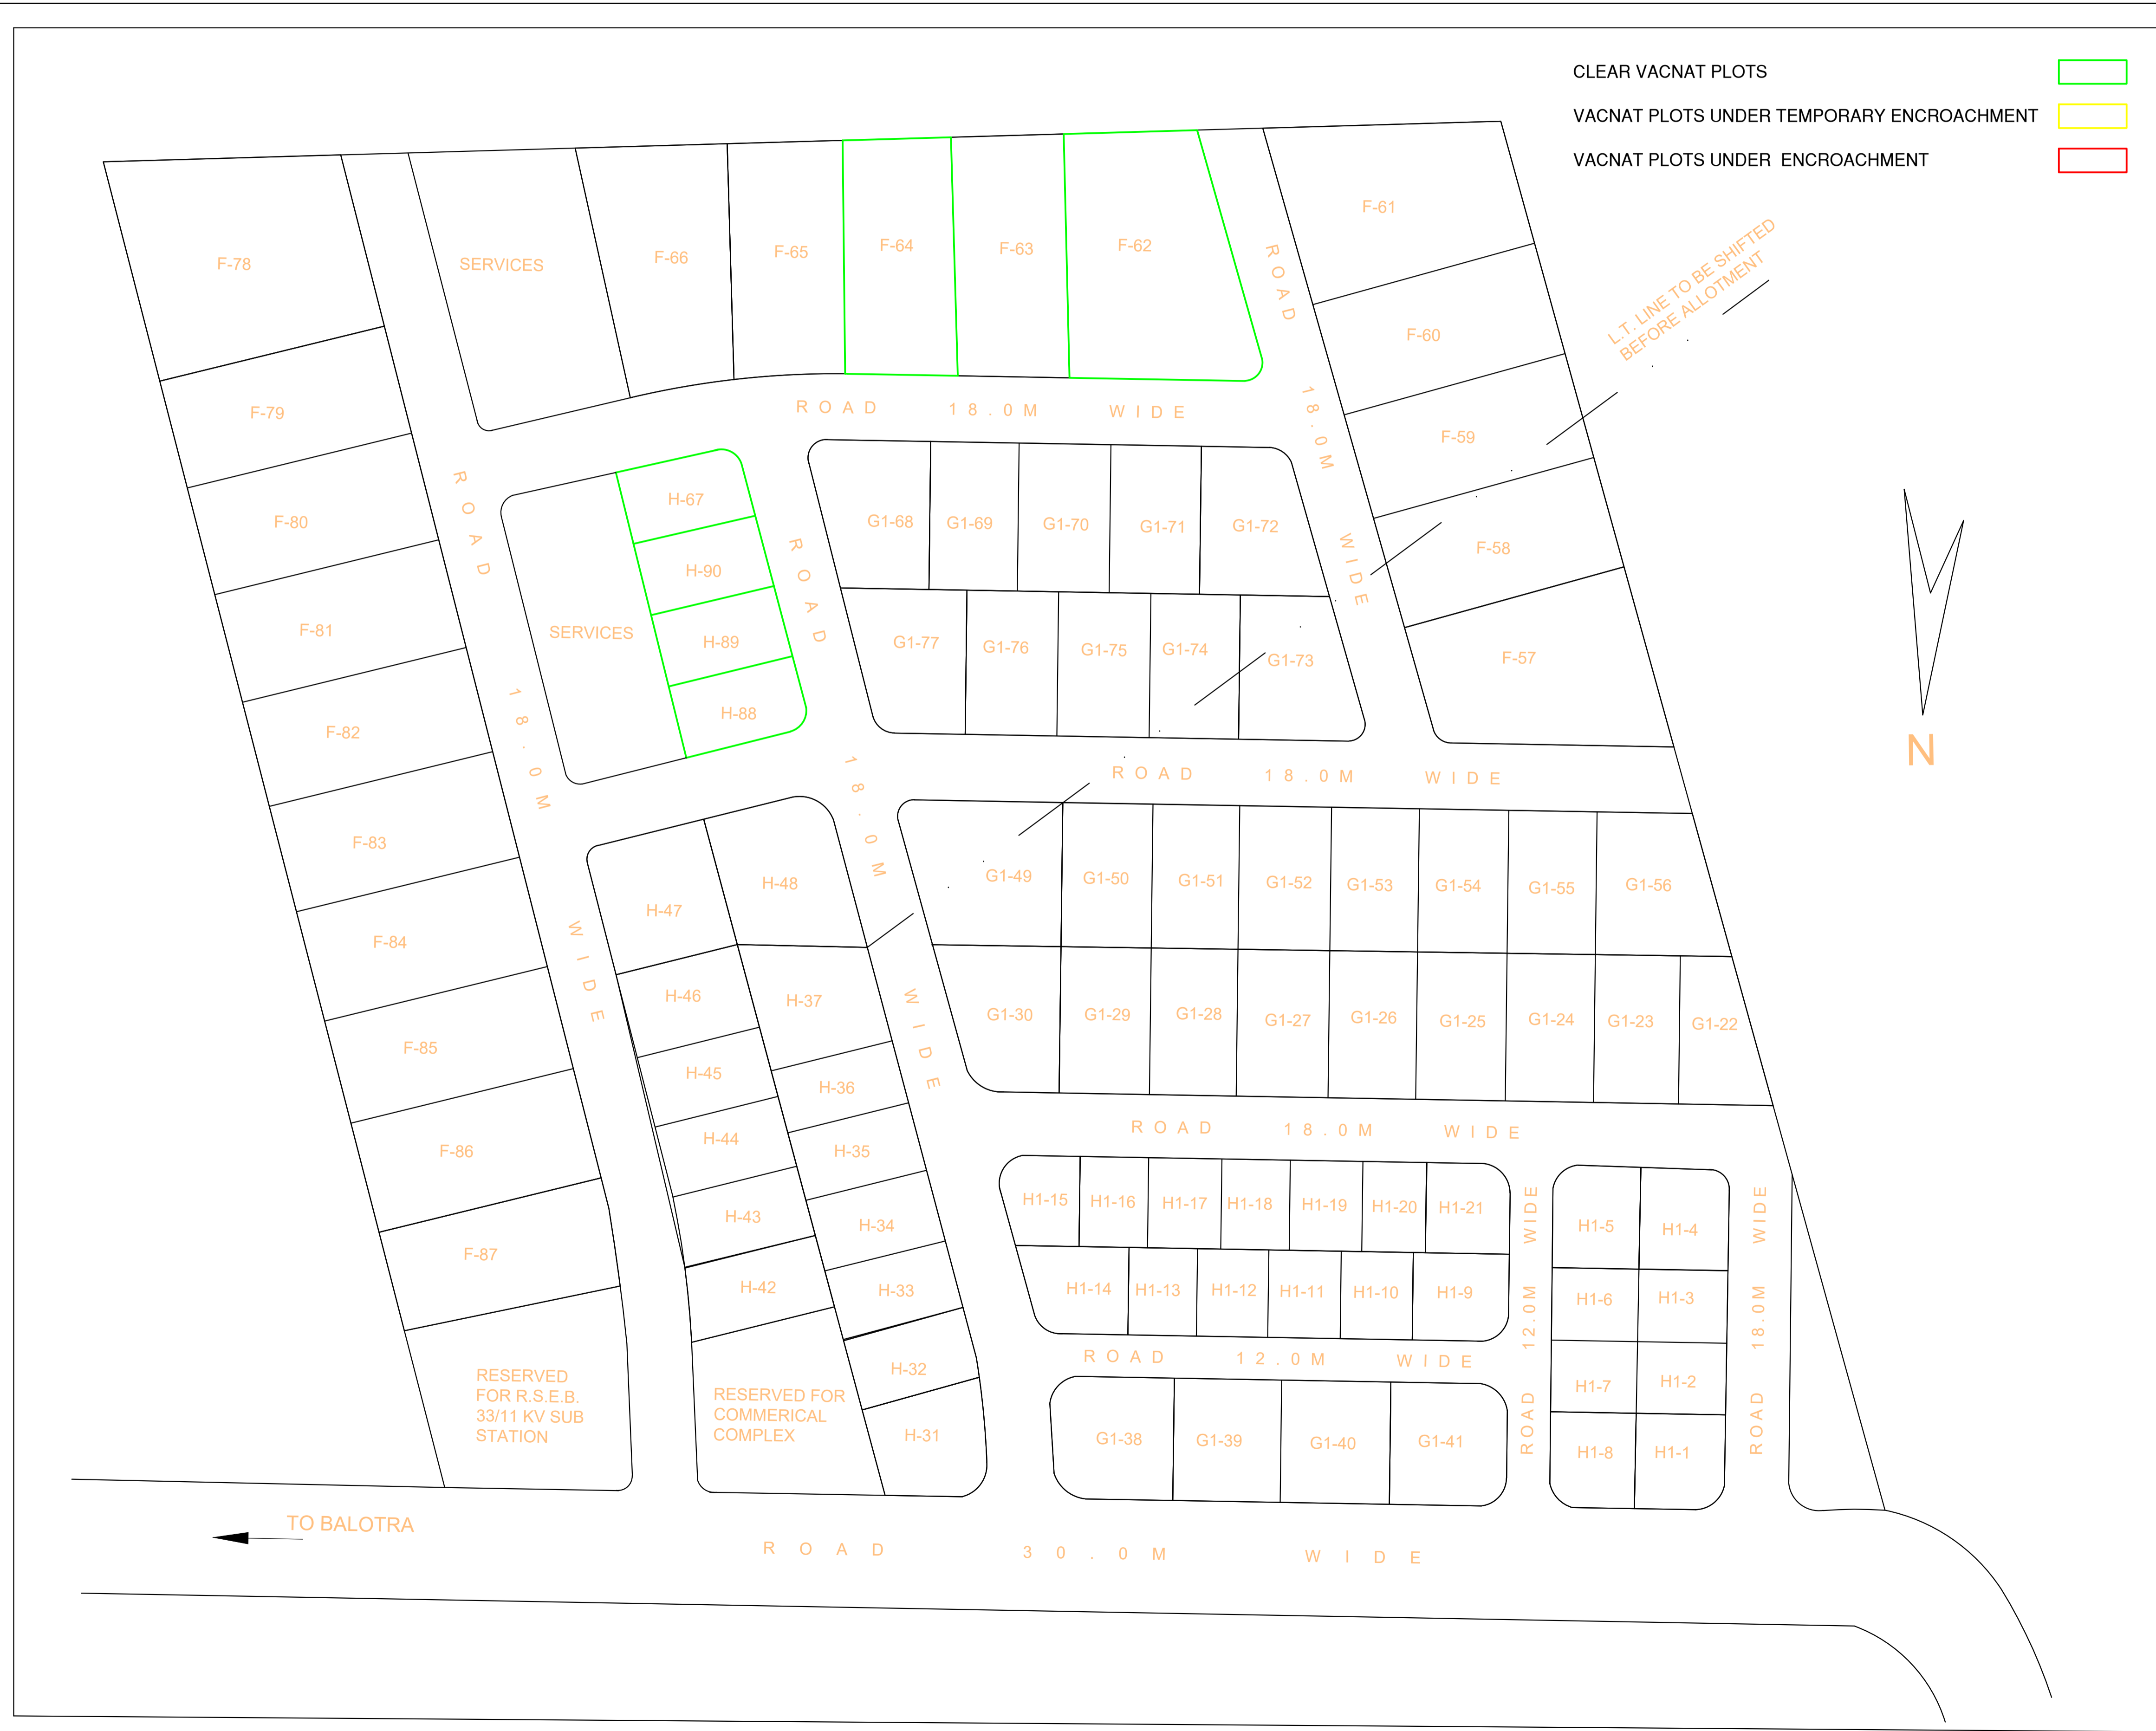 CLEAR VACNAT PLOTS
VACNAT PLOTS UNDER TEMPORARY ENCROACHMENT
VACNAT PLOTS UNDER  ENCROACHMENT
L.T. LINE TO BE SHIFTED
BEFORE ALLOTMENT
F-78
SERVICES
F-66
F-65
F-64
F-63
F-62
F-61
F-60
F-59
F-58
F-57
ROAD 18.0M WIDE
ROAD 18.0M WIDE
F-79
F-80
F-81
F-82
F-83
F-84
F-85
F-86
F-87
RESERVED
FOR R.S.E.B.
33/11 KV SUB
STATION
ROAD 18.0M WIDE
SERVICES
H-67
H-90
H-89
H-88
ROAD 18.0M WIDE
G1-68
G1-69
G1-70
G1-71
G1-72
G1-77
G1-76
G1-75
G1-74
G1-73
N
ROAD 18.0M WIDE
H-47
H-48
H-46
H-37
H-45
H-36
H-44
H-35
H-43
H-34
H-42
H-33
H-32
H-31
RESERVED FOR
COMMERICAL
COMPLEX
G1-49
G1-50
G1-51
G1-52
G1-53
G1-54
G1-55
G1-56
G1-30
G1-29
G1-28
G1-27
G1-26
G1-25
G1-24
G1-23
G1-22
ROAD 18.0M WIDE
H1-15
H1-16
H1-17
H1-18
H1-19
H1-20
H1-21
H1-14
H1-13
H1-12
H1-11
H1-10
H1-9
ROAD 12.0M WIDE
G1-38
G1-39
G1-40
G1-41
ROAD 12.0M WIDE
H1-5
H1-4
H1-6
H1-3
H1-7
H1-2
H1-8
H1-1
ROAD 18.0M WIDE
TO BALOTRA
ROAD 30.0M WIDE